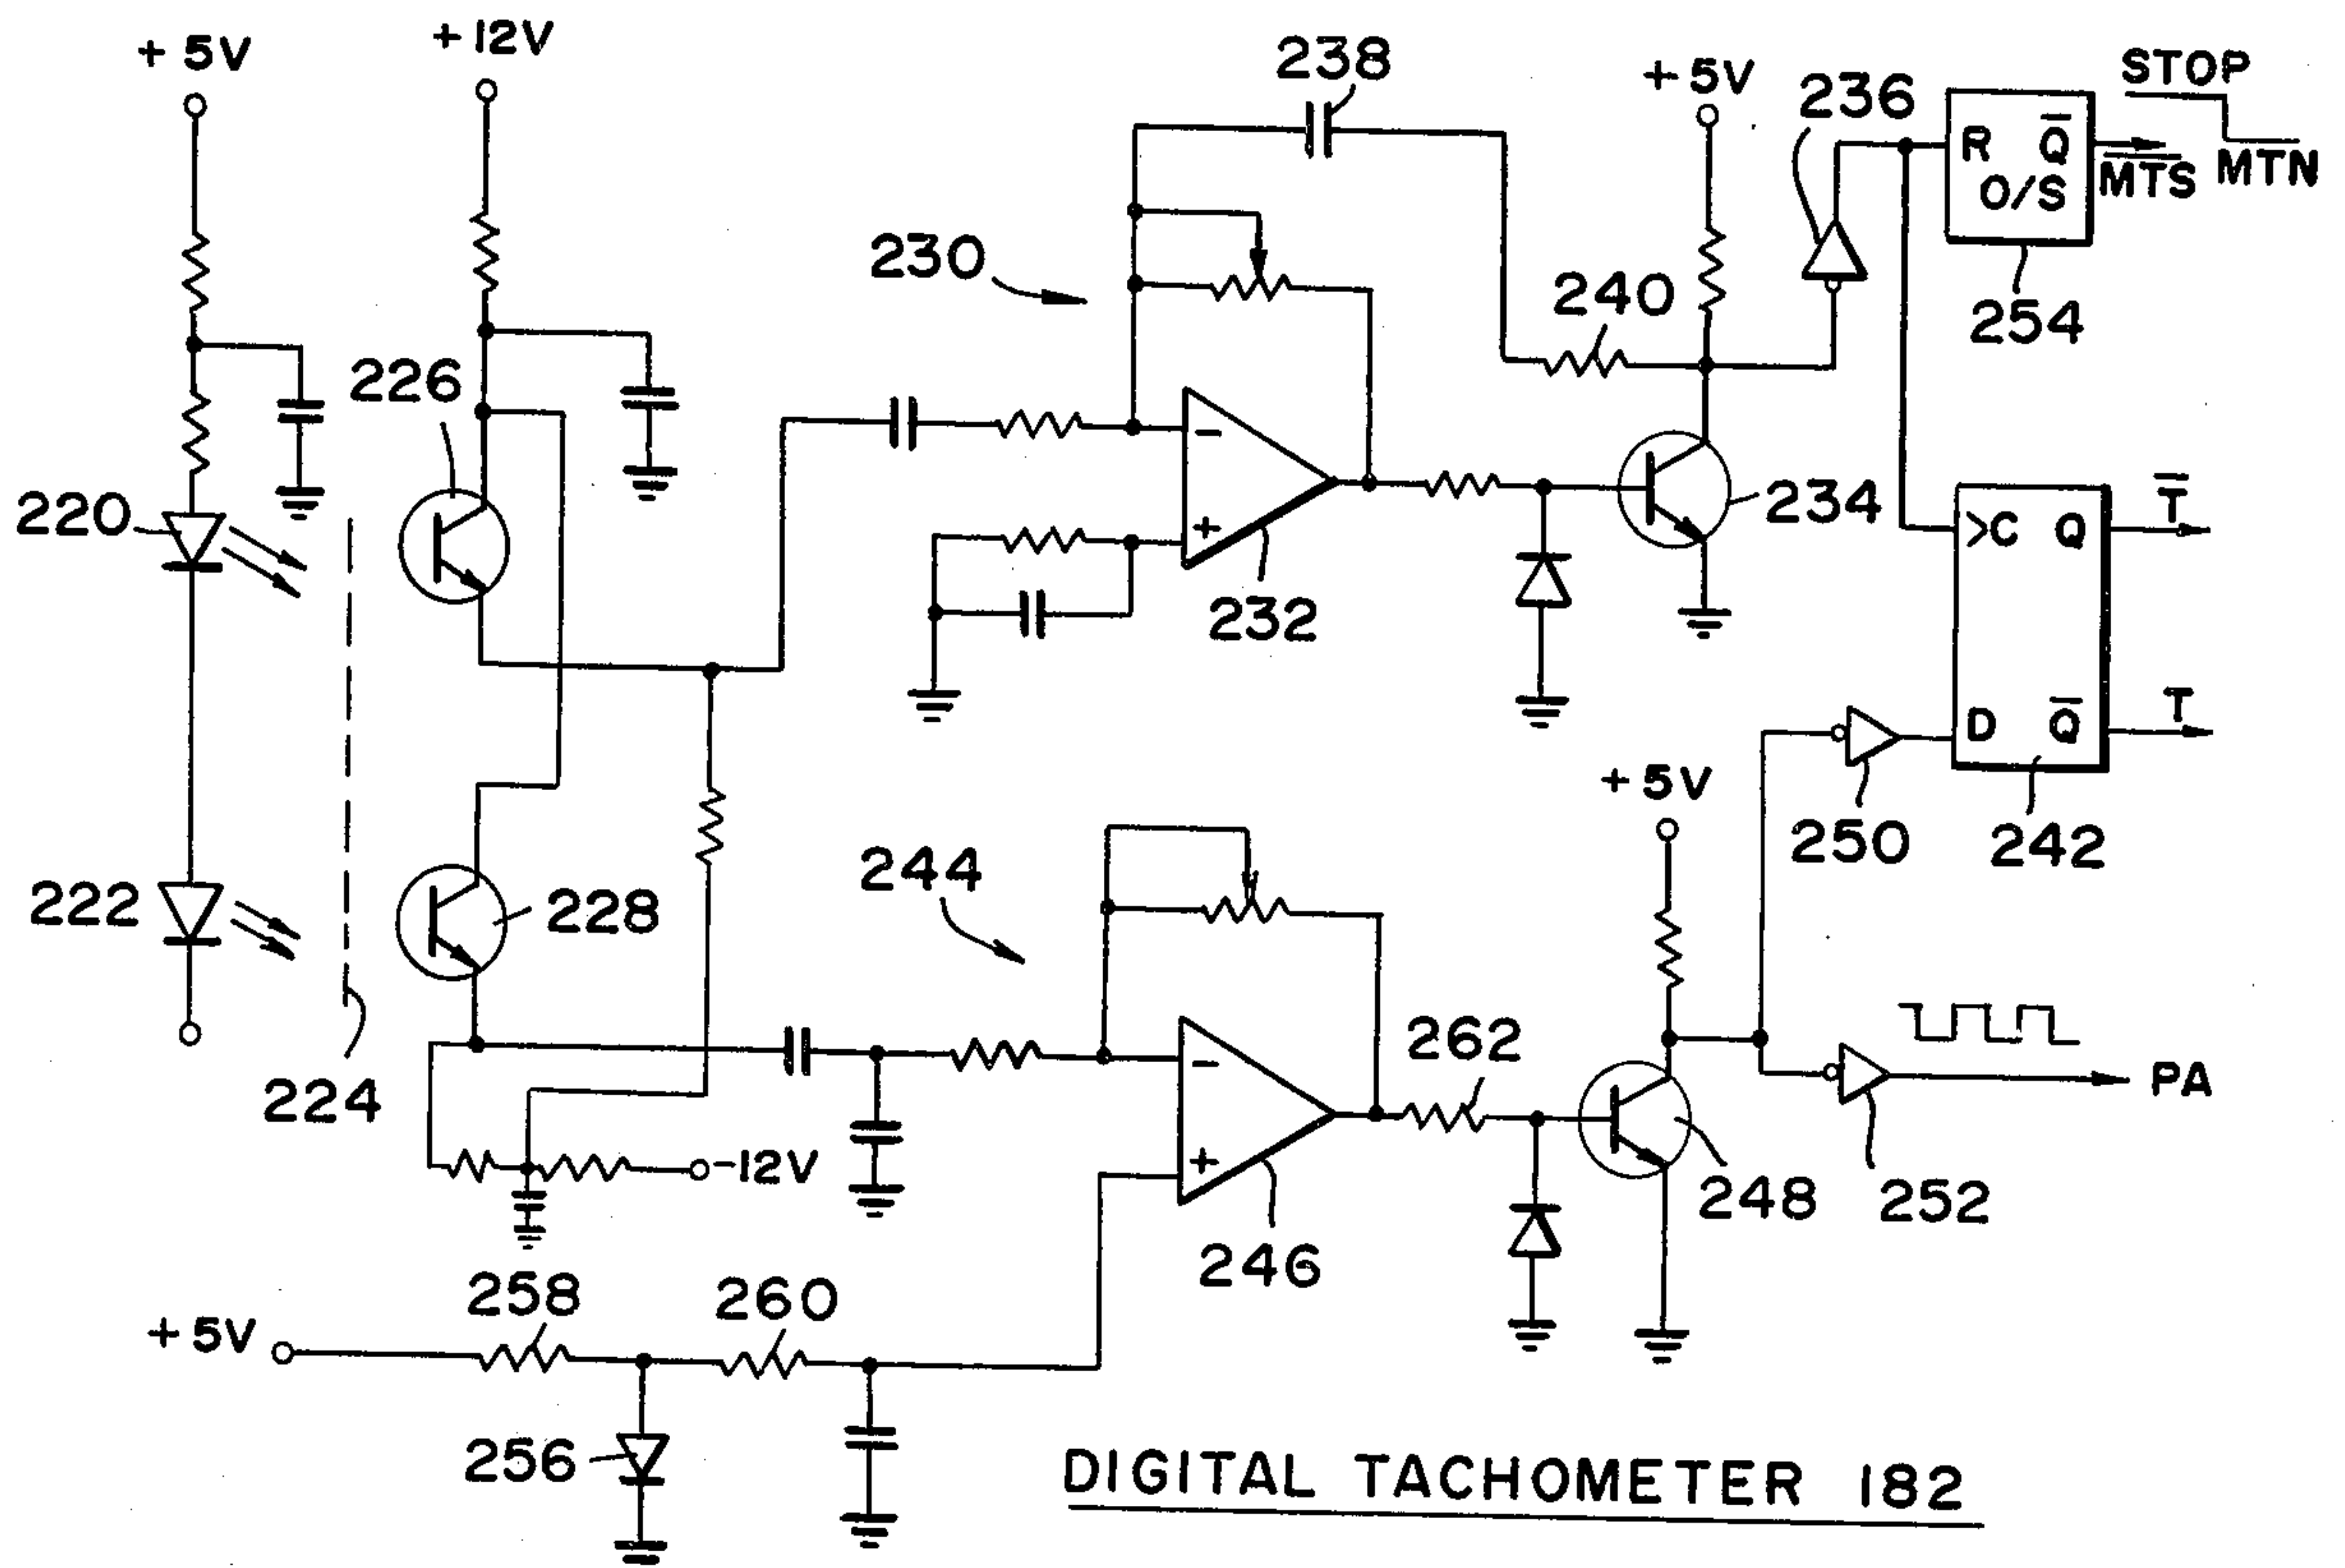 +5V
+12V
238
+5V
236
STOP
R Q̅
O/S
M̅T̅S̅ MTN
230
240
254
226
220
234
>C Q
T̅
232
D Q̅
T
250
242
+5V
222
228
244
262
PA
224
-12V
248
252
246
258
260
+5V
256
DIGITAL TACHOMETER 182